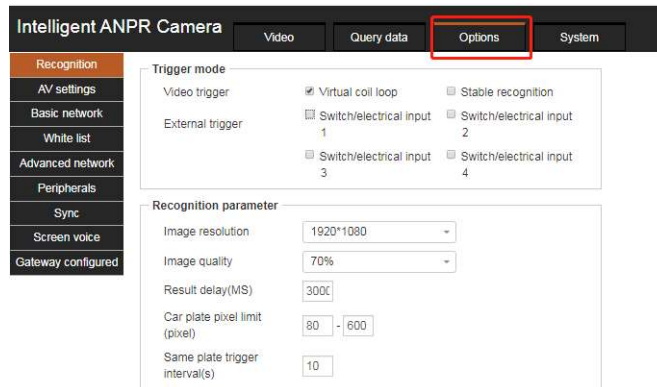 Intelligent ANPR Camera
Video
Query data
Options
System
Recognition
AV settings
Basic network
White list
Advanced network
Peripherals
Sync
Screen voice
Gateway configured
Trigger mode
Video trigger
Virtual coil loop
Stable recognition
External trigger
Switch/electrical input
1
Switch/electrical input
2
Switch/electrical input
3
Switch/electrical input
4
Recognition parameter
Image resolution
1920*1080
Image quality
70%
Result delay(MS)
3000
Car plate pixel limit
(pixel)
80 - 600
Same plate trigger
interval(s)
10